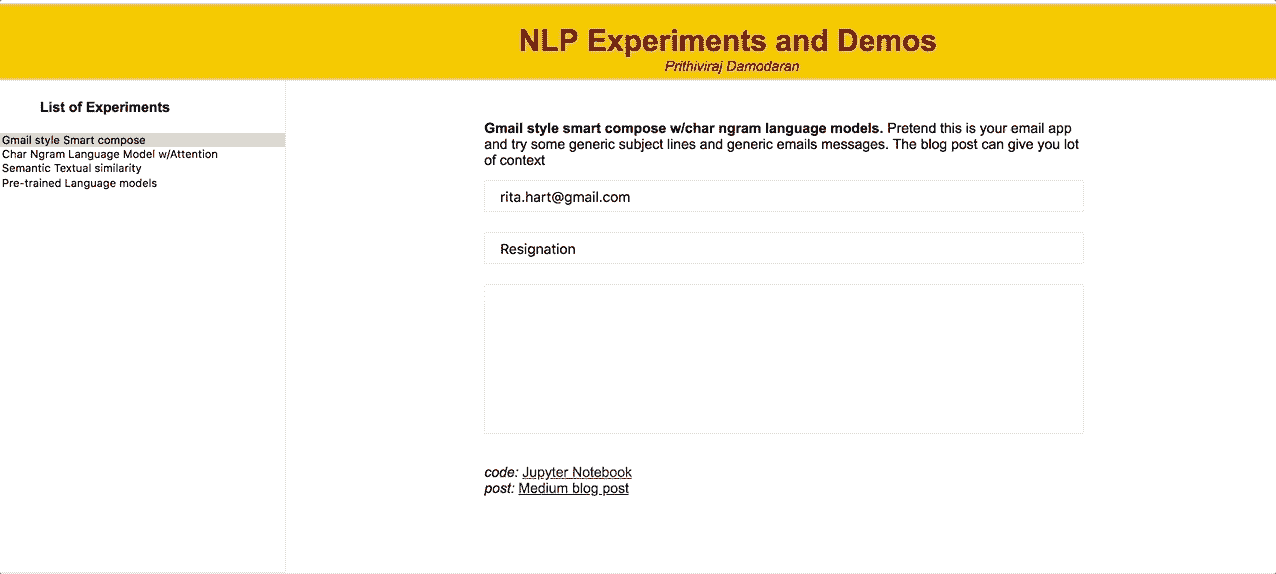 NLP Experiments and Demos
Prithiviraj Damodaran
List of Experiments
Gmail style Smart compose
Char Ngram Language Model w/Attention
Semantic Textual similarity
Pre-trained Language models
Gmail style smart compose w/char ngram language models. Pretend this is your email app
and try some generic subject lines and generic emails messages. The blog post can give you lot
of context
rita.hart@gmail.com
Resignation
code: Jupyter Notebook
post: Medium blog post